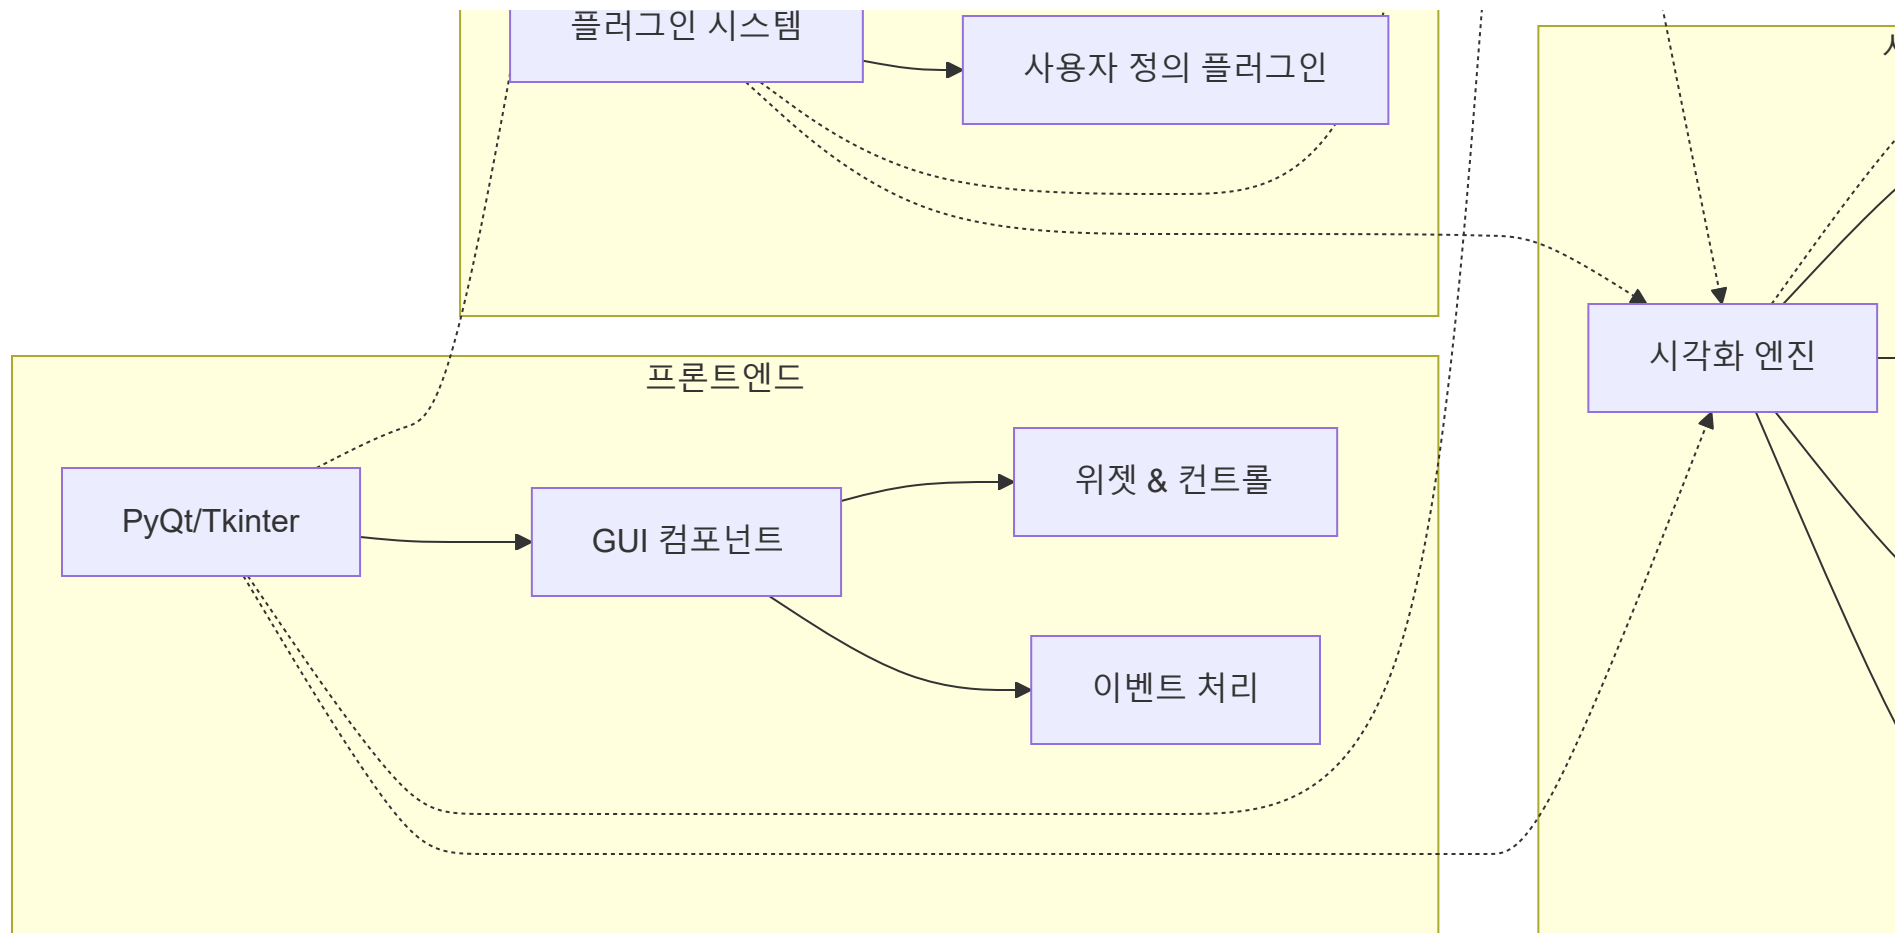 플러그인 시스템
사용자 정의 플러그인
시각화 엔진
프론트엔드
위젯 & 컨트롤
PyQt/Tkinter
GUI 컴포넌트
이벤트 처리